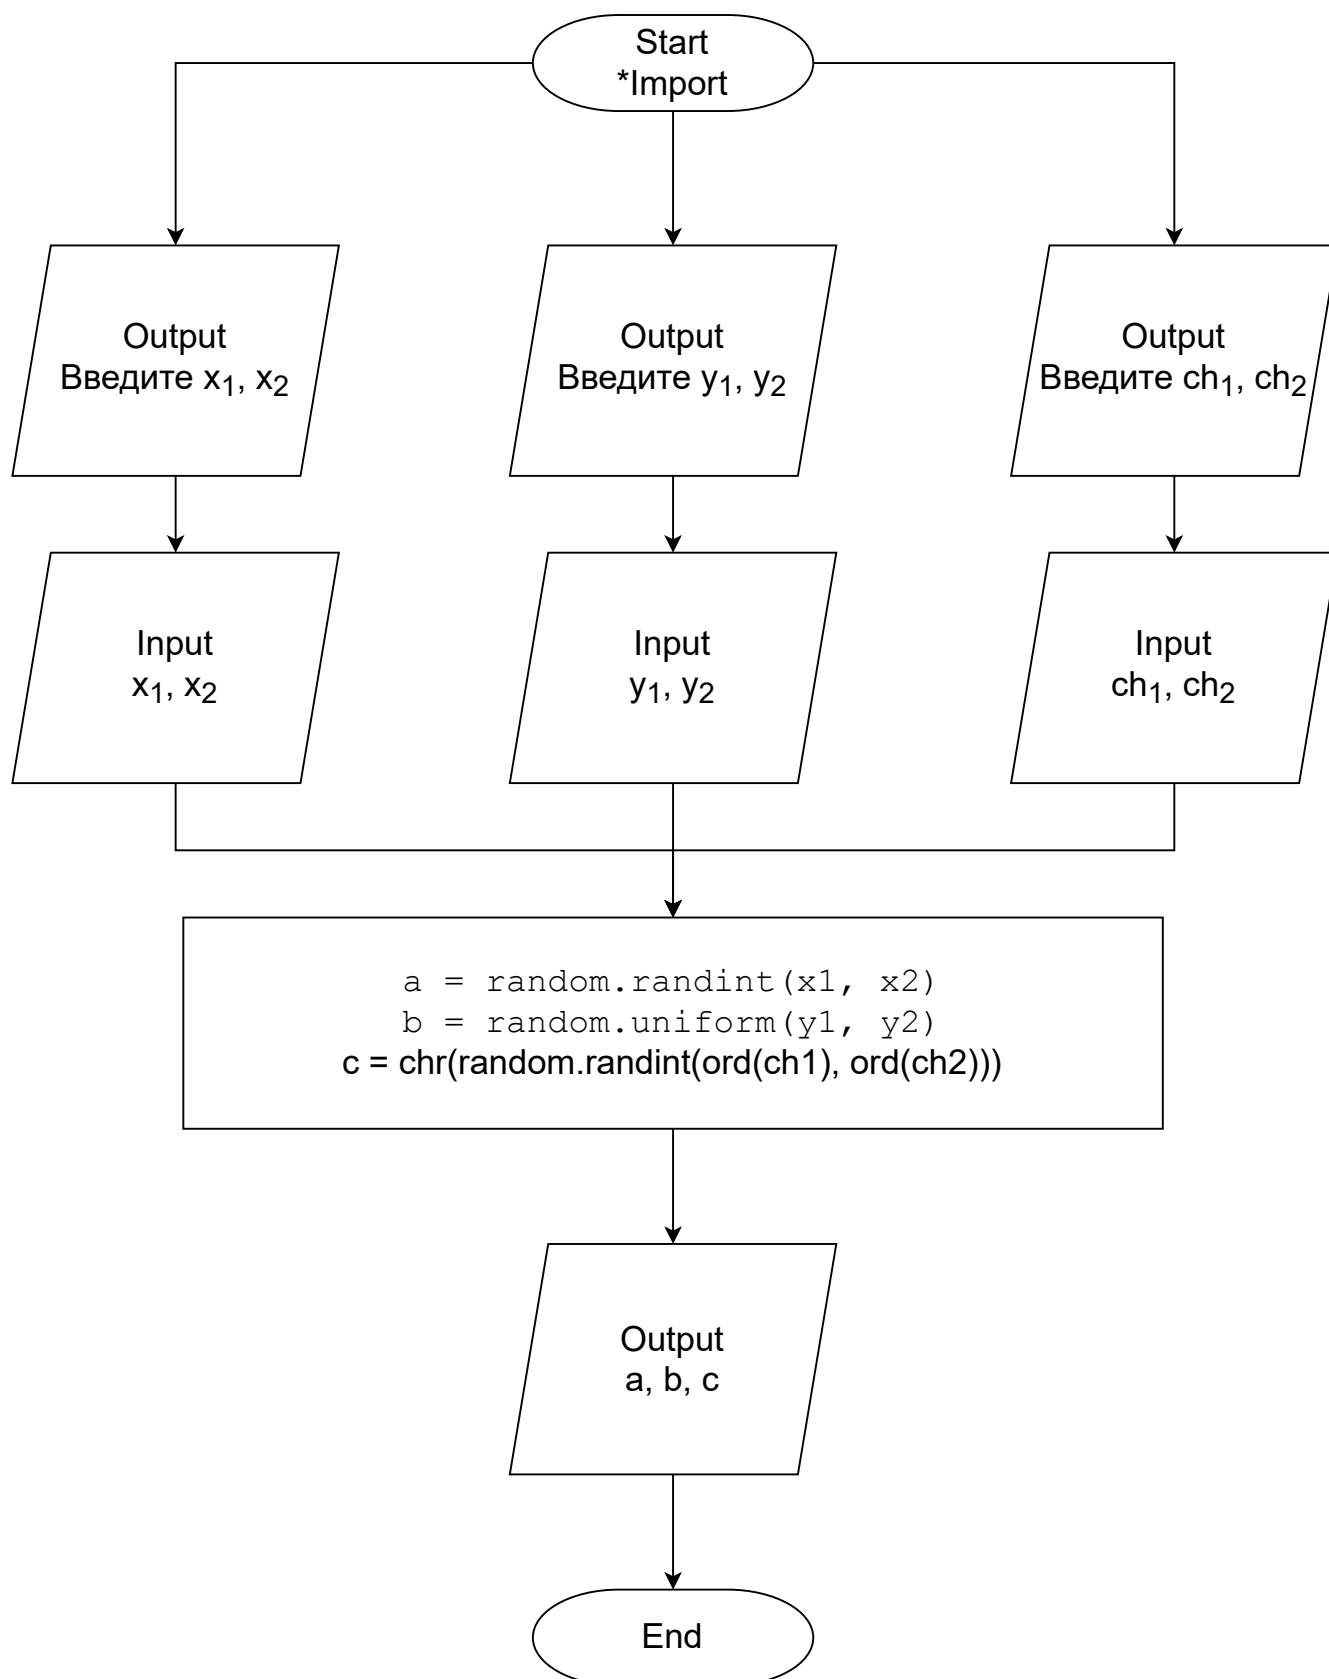 Start
*Import
Output
Введите x₁, x₂
Output
Введите y₁, y₂
Output
Введите ch₁, ch₂
Input
x₁, x₂
Input
y₁, y₂
Input
ch₁, ch₂
a = random.randint(x1, x2)
b = random.uniform(y1, y2)
c = chr(random.randint(ord(ch1), ord(ch2)))
Output
a, b, c
End